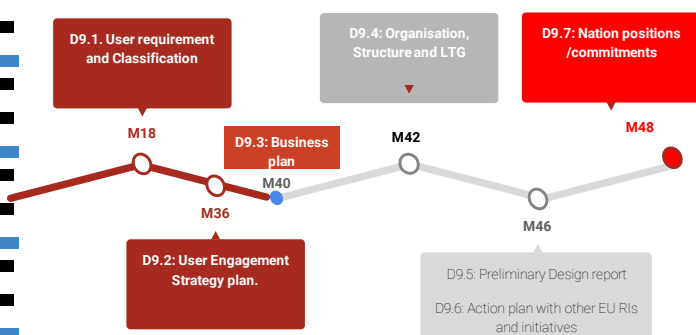 D9.1. User requirement
and Classification
M18
D9.3: Business
plan
M40
M36
D9.2: User Engagement
Strategy plan.
D9.4: Organisation,
Structure and LTG
M42
D9.7: Nation positions
/commitments
M48
M46
D9.5: Preliminary Design report
D9.6: Action plan with other EU RIs
and initiatives